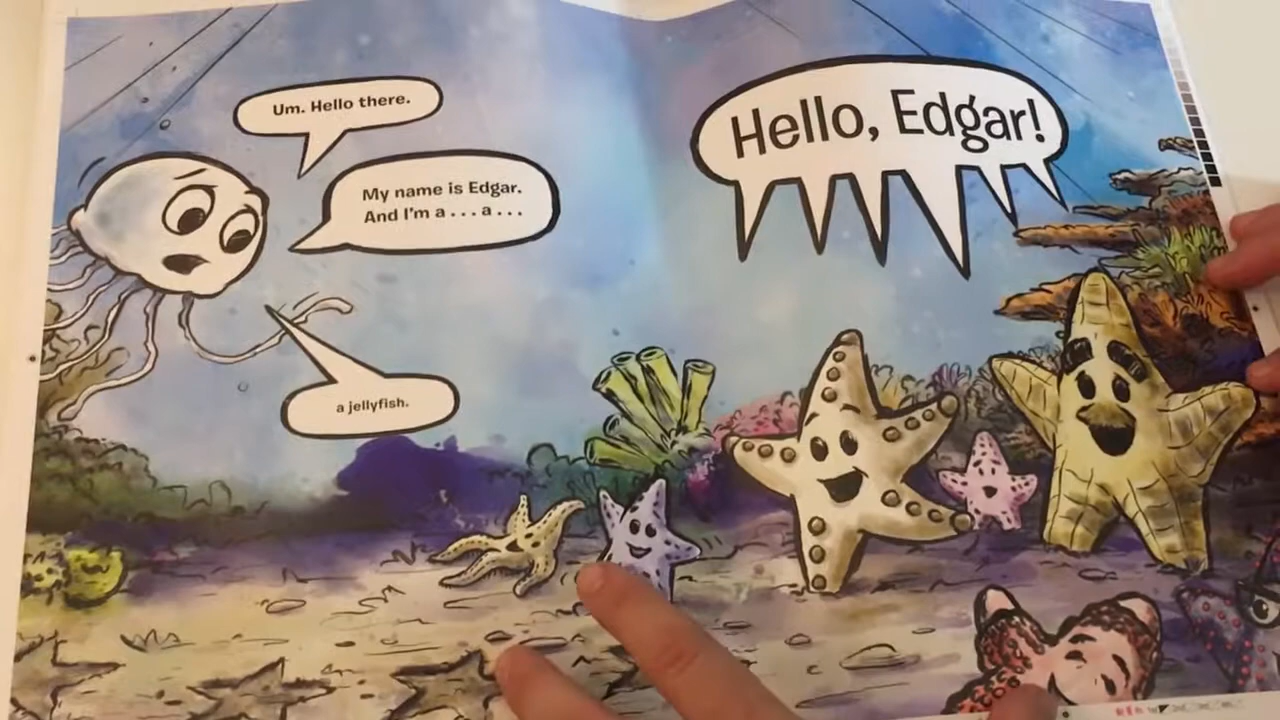 Um. Hello there.
My name is Edgar.
And I'm a . . . a . . .
a jellyfish.
Hello, Edgar!